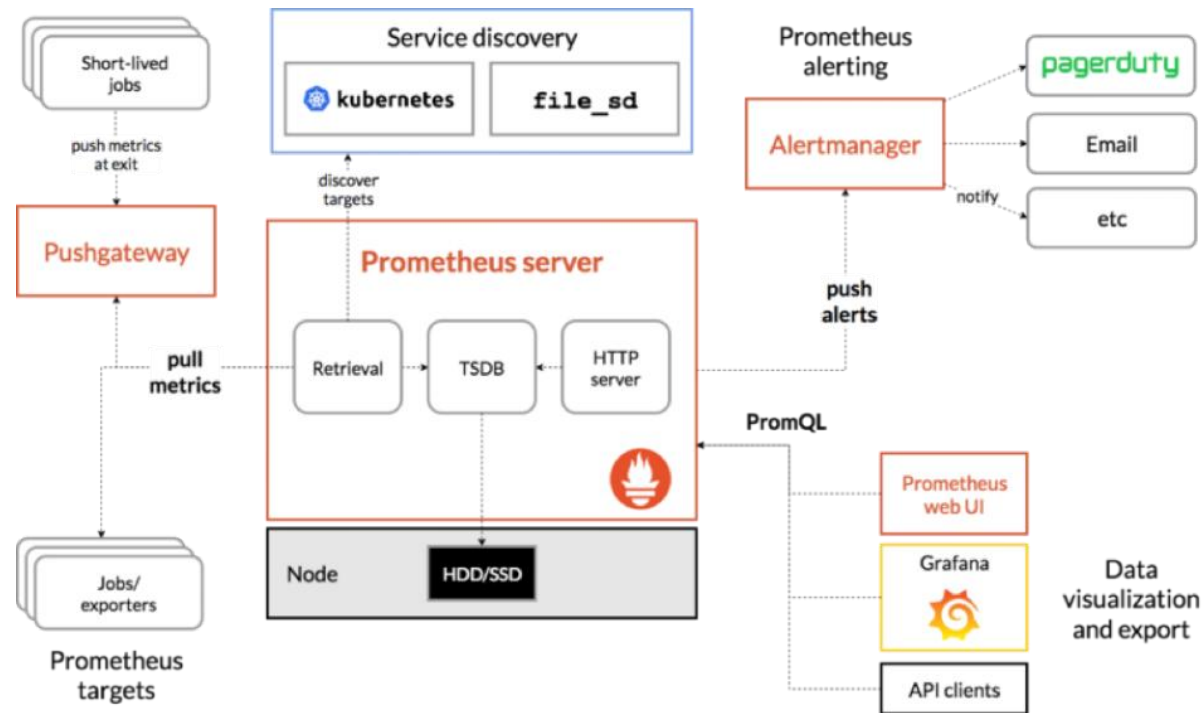 Short-lived
jobs
push metrics
at exit
Pushgateway
Service discovery
kubernetes
file_sd
discover
targets
Prometheus
alerting
Alertmanager
pagerduty
Email
notify
etc
Prometheus server
Retrieval
TSDB
HTTP
server
pull
metrics
push
alerts
PromQL
Node
HDD/SSD
Jobs/
exporters
Prometheus
targets
Prometheus
web UI
Grafana
API clients
Data
visualization
and export